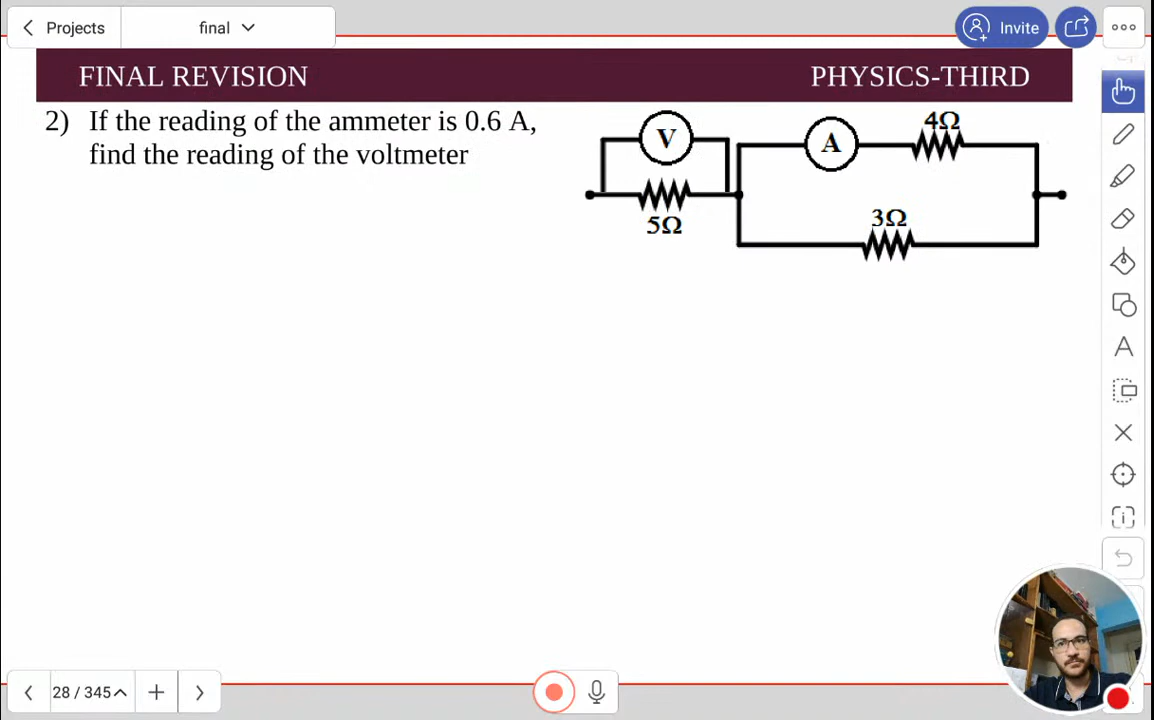 Projects
final
Invite
FINAL REVISION
PHYSICS-THIRD
2) If the reading of the ammeter is 0.6 A,
find the reading of the voltmeter
V
5Ω
A
4Ω
3Ω
A
28 / 345